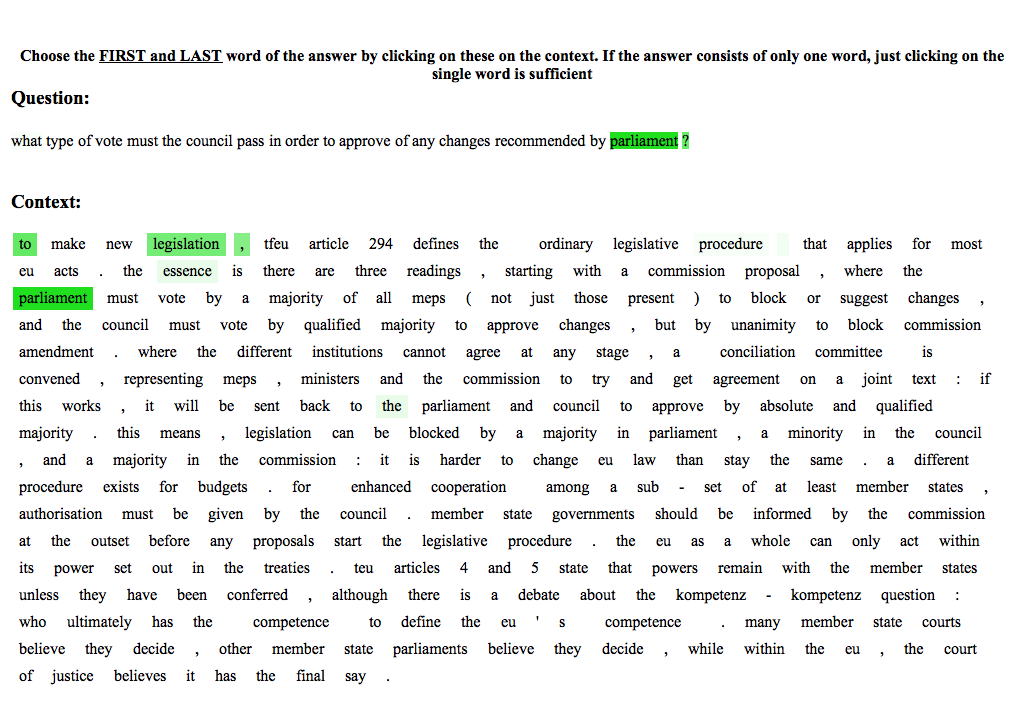 Choose the FIRST and LAST word of the answer by clicking on these on the context. If the answer consists of only one word, just clicking on the
single word is sufficient
Question:
what type of vote must the council pass in order to approve of any changes recommended by parliament ?
Context:
to make new legislation , tfeu article 294 defines the ordinary legislative procedure that applies for most
eu acts . the essence is there are three readings , starting with a commission proposal , where the
parliament must vote by a majority of all meps ( not just those present ) to block or suggest changes ,
and the council must vote by qualified majority to approve changes , but by unanimity to block commission
amendment . where the different institutions cannot agree at any stage , a conciliation committee is
convened , representing meps , ministers and the commission to try and get agreement on a joint text : if
this works , it will be sent back to the parliament and council to approve by absolute and qualified
majority . this means , legislation can be blocked by a majority in parliament , a minority in the council
, and a majority in the commission : it is harder to change eu law than stay the same . a different
procedure exists for budgets . for enhanced cooperation among a sub - set of at least member states ,
authorisation must be given by the council . member state governments should be informed by the commission
at the outset before any proposals start the legislative procedure . the eu as a whole can only act within
its power set out in the treaties . teu articles 4 and 5 state that powers remain with the member states
unless they have been conferred , although there is a debate about the kompetenz - kompetenz question :
who ultimately has the competence to define the eu ' s competence . many member state courts
believe they decide , other member state parliaments believe they decide , while within the eu , the court
of justice believes it has the final say .